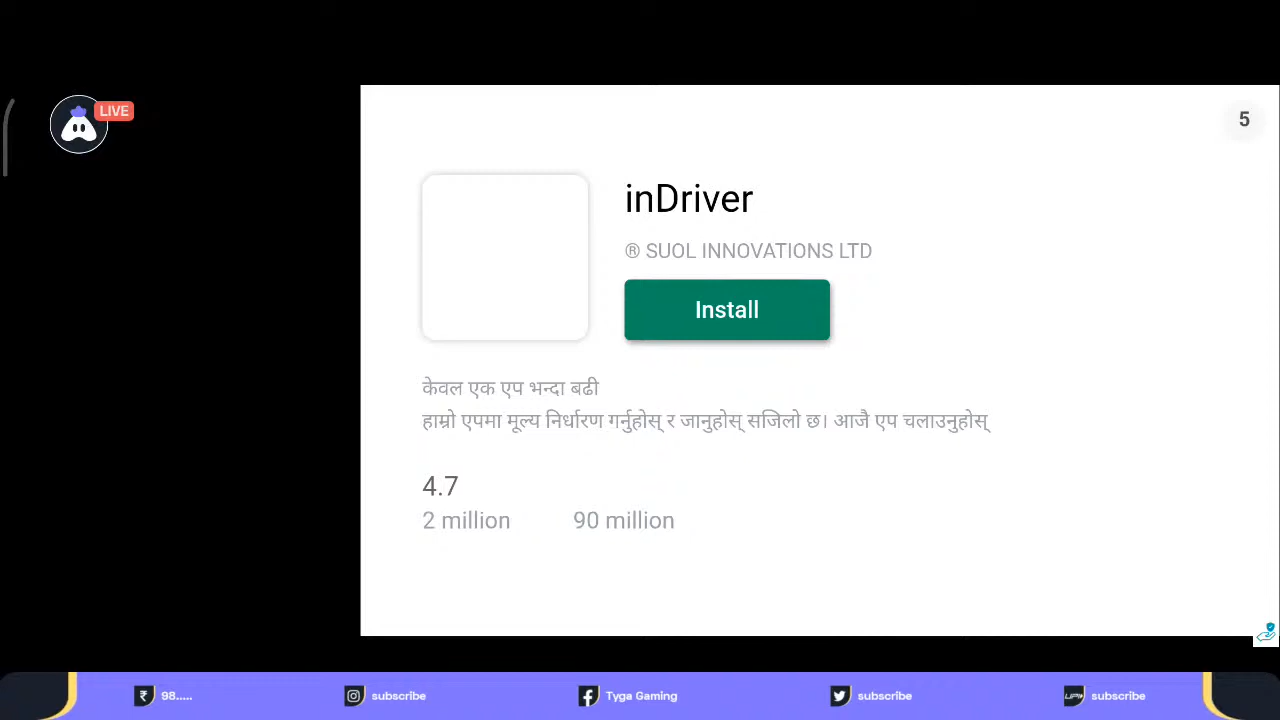 LIVE
5
inDriver
® SUOL INNOVATIONS LTD
Install
केवल एक एप भन्दा बढी
हाम्रो एपमा मूल्य निर्धारण गर्नुहोस् र जानुहोस् सजिलो छ। आजै एप चलाउनुहोस्
4.7
2 million 90 million
₹ 98..... subscribe Tyga Gaming subscribe UPI subscribe